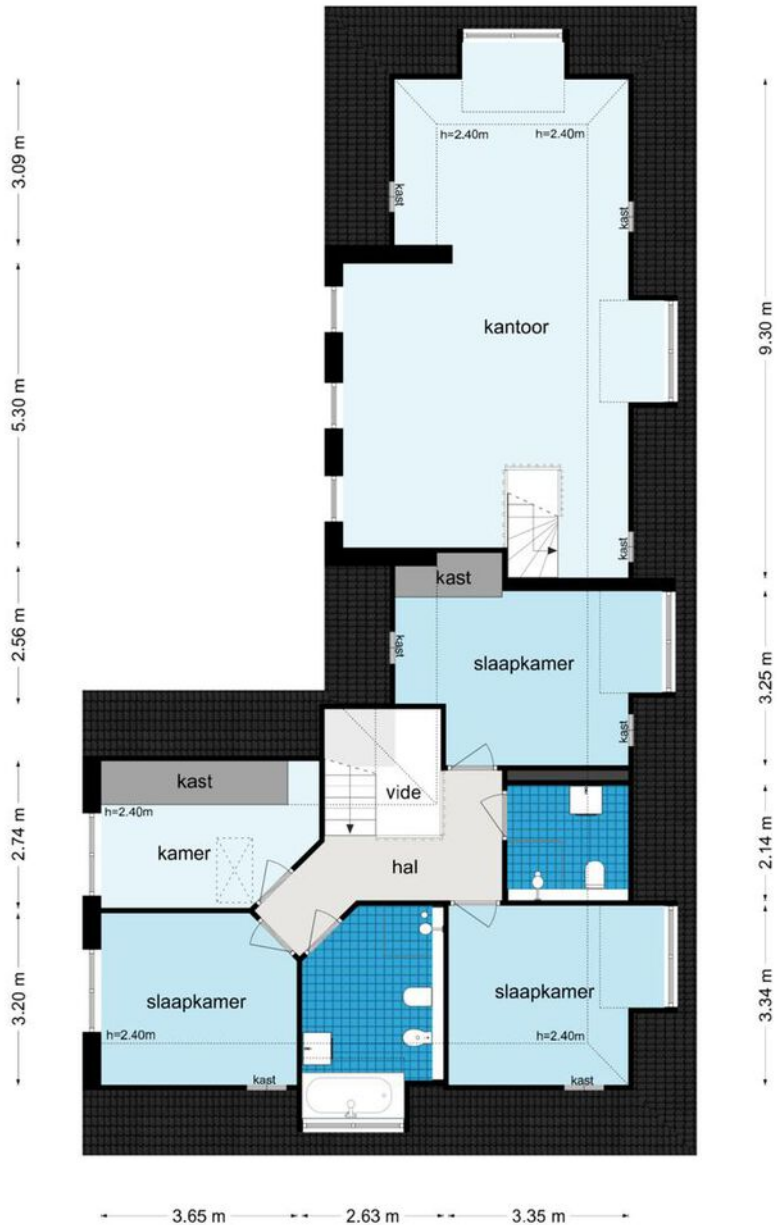 h=2.40m h=2.40m
kast
kast
kantoor
kast
kast
kast
slaapkamer
kast
kast
vide
h=2.40m
kamer
hal
slaapkamer
slaapkamer
h=2.40m
h=2.40m
kast
kast
3.09 m
5.30 m
2.56 m
2.74 m
3.20 m
9.30 m
3.25 m
2.14 m
3.34 m
3.65 m
2.63 m
3.35 m